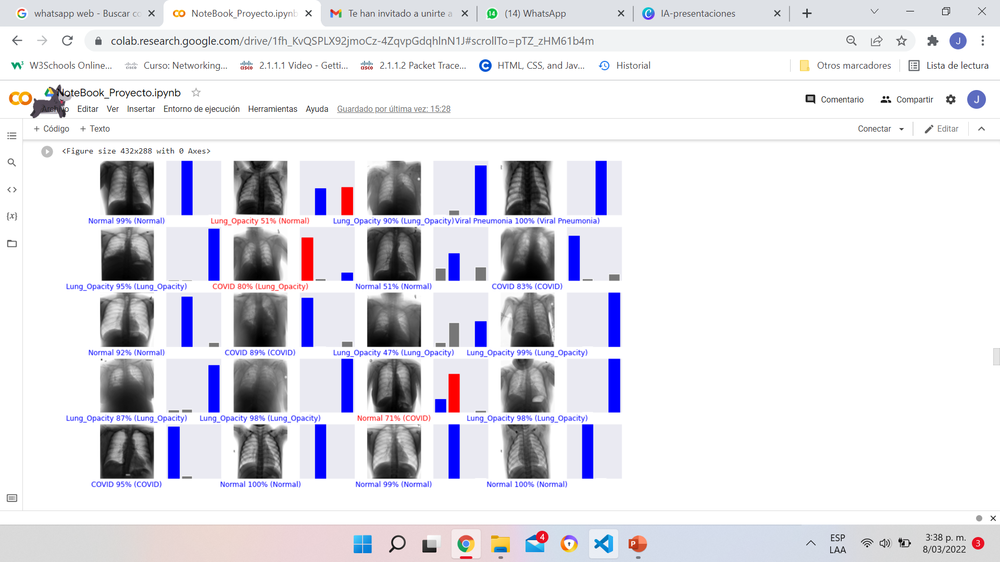 whatsapp web - Buscar co
NoteBook_Proyecto.ipynb
Te han invitado a unirte a
(14) WhatsApp
IA-presentaciones
colab.research.google.com/drive/1fh_KvQSPLX92jmoCz-4ZqvpGdqhlnN1J#scrollTo=pTZ_zHM61b4m
J
W3Schools Online...
Curso: Networking...
2.1.1.1 Video - Getti...
2.1.1.2 Packet Trace...
HTML, CSS, and Jav...
Historial
Otros marcadores
Lista de lectura
NoteBook_Proyecto.ipynb
Archivo Editar Ver Insertar Entorno de ejecución Herramientas Ayuda Guardado por última vez: 15:28
Comentario
Compartir
J
+ Código + Texto
Conectar
Editar
<Figure size 432x288 with 0 Axes>
Normal 99% (Normal)
Lung_Opacity 51% (Normal)
Lung_Opacity 90% (Lung_Opacity)
Viral Pneumonia 100% (Viral Pneumonia)
Lung_Opacity 95% (Lung_Opacity)
COVID 80% (Lung_Opacity)
Normal 51% (Normal)
COVID 83% (COVID)
Normal 92% (Normal)
COVID 89% (COVID)
Lung_Opacity 47% (Lung_Opacity)
Lung_Opacity 99% (Lung_Opacity)
Lung_Opacity 87% (Lung_Opacity)
Lung_Opacity 98% (Lung_Opacity)
Normal 71% (COVID)
Lung_Opacity 98% (Lung_Opacity)
COVID 95% (COVID)
Normal 100% (Normal)
Normal 99% (Normal)
Normal 100% (Normal)
4
ESP
LAA
3:38 p. m.
8/03/2022
3